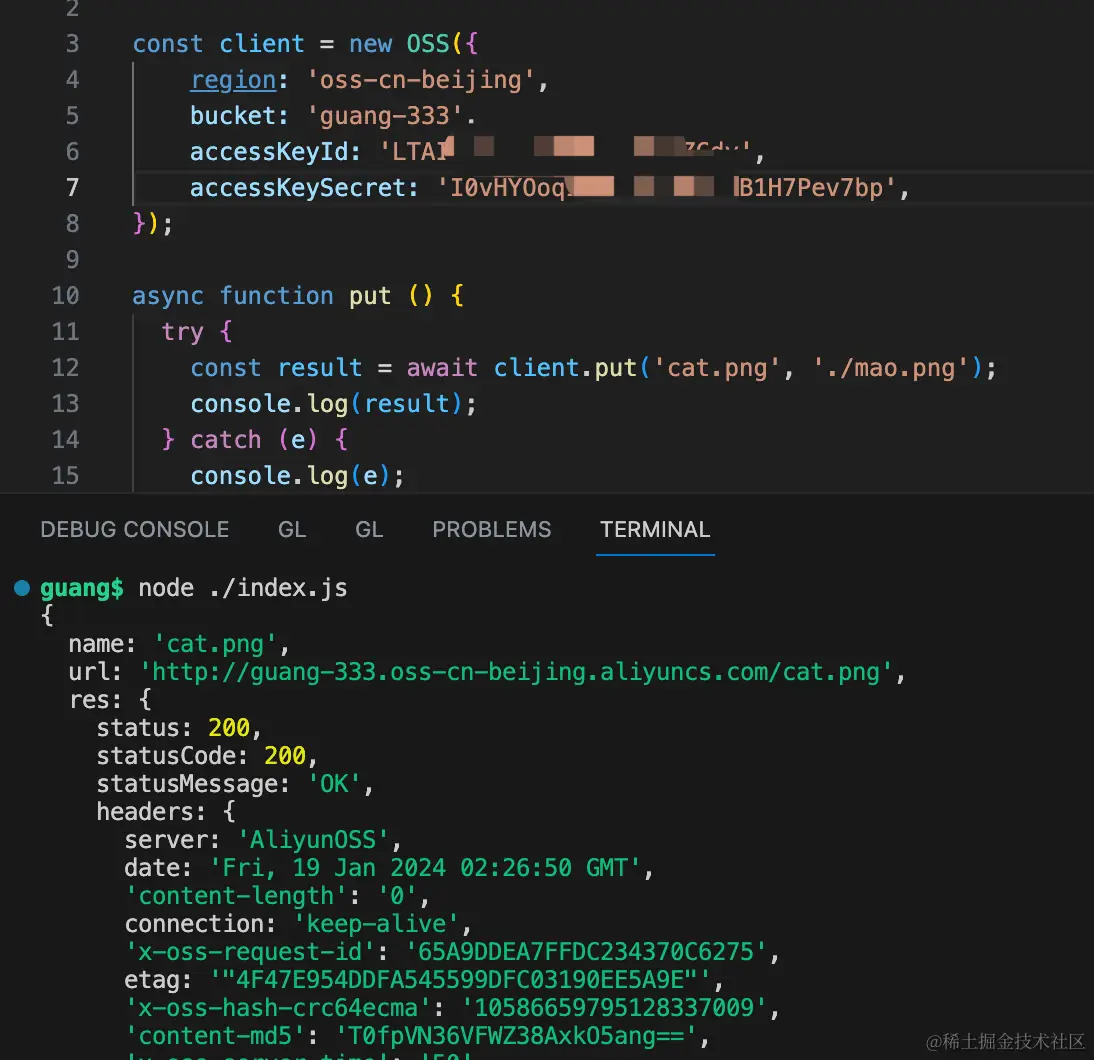 2
3 const client = new OSS({
4 region: 'oss-cn-beijing',
5 bucket: 'guang-333'.
6 accessKeyId: 'LTAI ',
7 accessKeySecret: 'I0vHYOoq B1H7Pev7bp',
8 });
9
10 async function put () {
11 try {
12 const result = await client.put('cat.png', './mao.png');
13 console.log(result);
14 } catch (e) {
15 console.log(e);
DEBUG CONSOLE GL GL PROBLEMS TERMINAL
guang$ node ./index.js
{
name: 'cat.png',
url: 'http://guang-333.oss-cn-beijing.aliyuncs.com/cat.png',
res: {
status: 200,
statusCode: 200,
statusMessage: 'OK',
headers: {
server: 'AliyunOSS',
date: 'Fri, 19 Jan 2024 02:26:50 GMT',
'content-length': '0',
connection: 'keep-alive',
'x-oss-request-id': '65A9DDEA7FFDC234370C6275',
etag: '"4F47E954DDFA545599DFC03190EE5A9E"',
'x-oss-hash-crc64ecma': '10586659795128337009',
'content-md5': 'T0fpVN36VFWZ38AxkO5ang==',
'x-oss-server-time': '50'
@稀土掘金技术社区